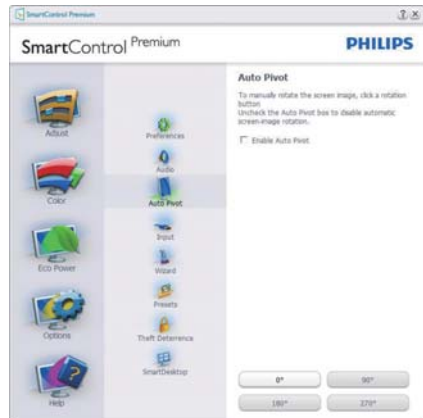 SmartControl Premium
? X
SmartControl Premium
PHILIPS
Adjust
Color
Eco Power
Options
Help
Preferences
Audio
Auto Pivot
Input
Wizard
Presets
Theft Deterrence
SmartDesktop
Auto Pivot
To manually rotate the screen image, click a rotation
button
Uncheck the Auto Pivot box to disable automatic
screen-image rotation.
Enable Auto Pivot
0°
90°
180°
270°